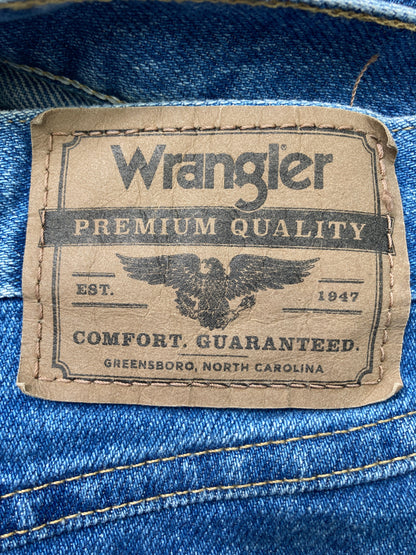 Wrangler
PREMIUM QUALITY
EST. 1947
COMFORT. GUARANTEED.
GREENSBORO, NORTH CAROLINA